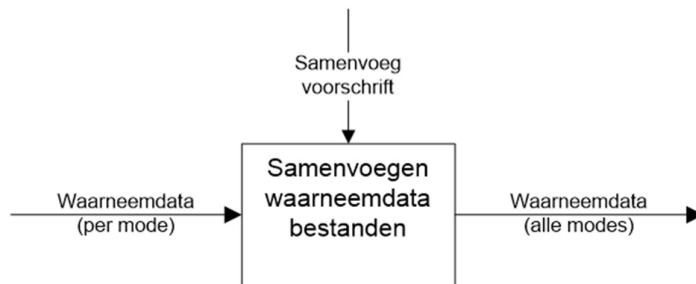 Samenvoeg
voorschrift
Samenvoegen
waarneemdata
bestanden
Waarneemdata
(per mode)
Waarneemdata
(alle modes)